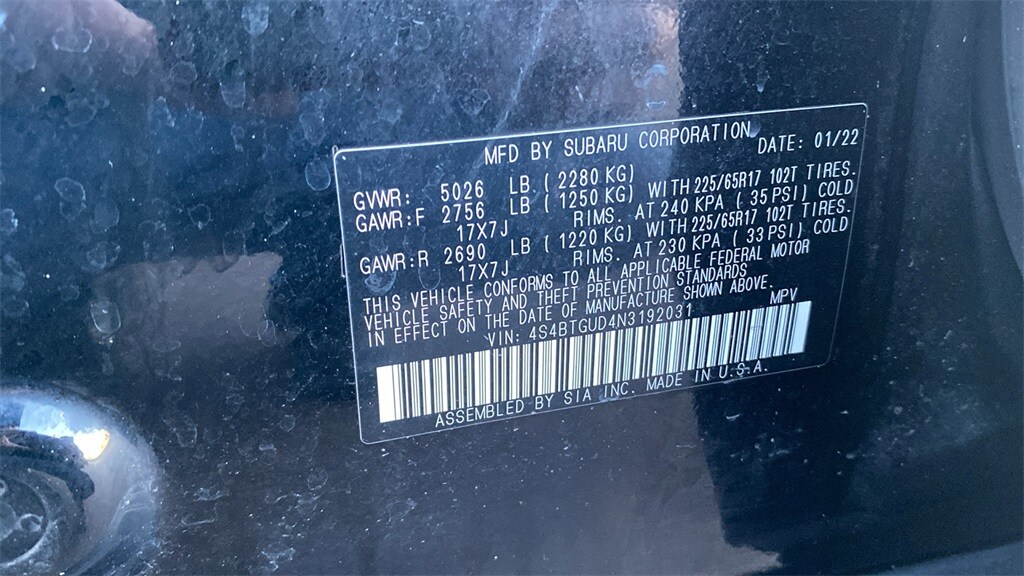 MFD BY SUBARU CORPORATION DATE: 01/22
GVWR: 5026 LB ( 2280 KG)
GAWR:F 2756 LB ( 1250 KG) WITH 225/65R17 102T TIRES.
17X7J RIMS. AT 240 KPA ( 35 PSI) COLD
GAWR:R 2690 LB ( 1220 KG) WITH 225/65R17 102T TIRES.
17X7J RIMS. AT 230 KPA ( 33 PSI) COLD
THIS VEHICLE CONFORMS TO ALL APPLICABLE FEDERAL MOTOR
VEHICLE SAFETY AND THEFT PREVENTION STANDARDS
IN EFFECT ON THE DATE OF MANUFACTURE SHOWN ABOVE.
VIN: 4S4BTGUD4N3192031 MPV
ASSEMBLED BY SIA INC. MADE IN U.S.A.